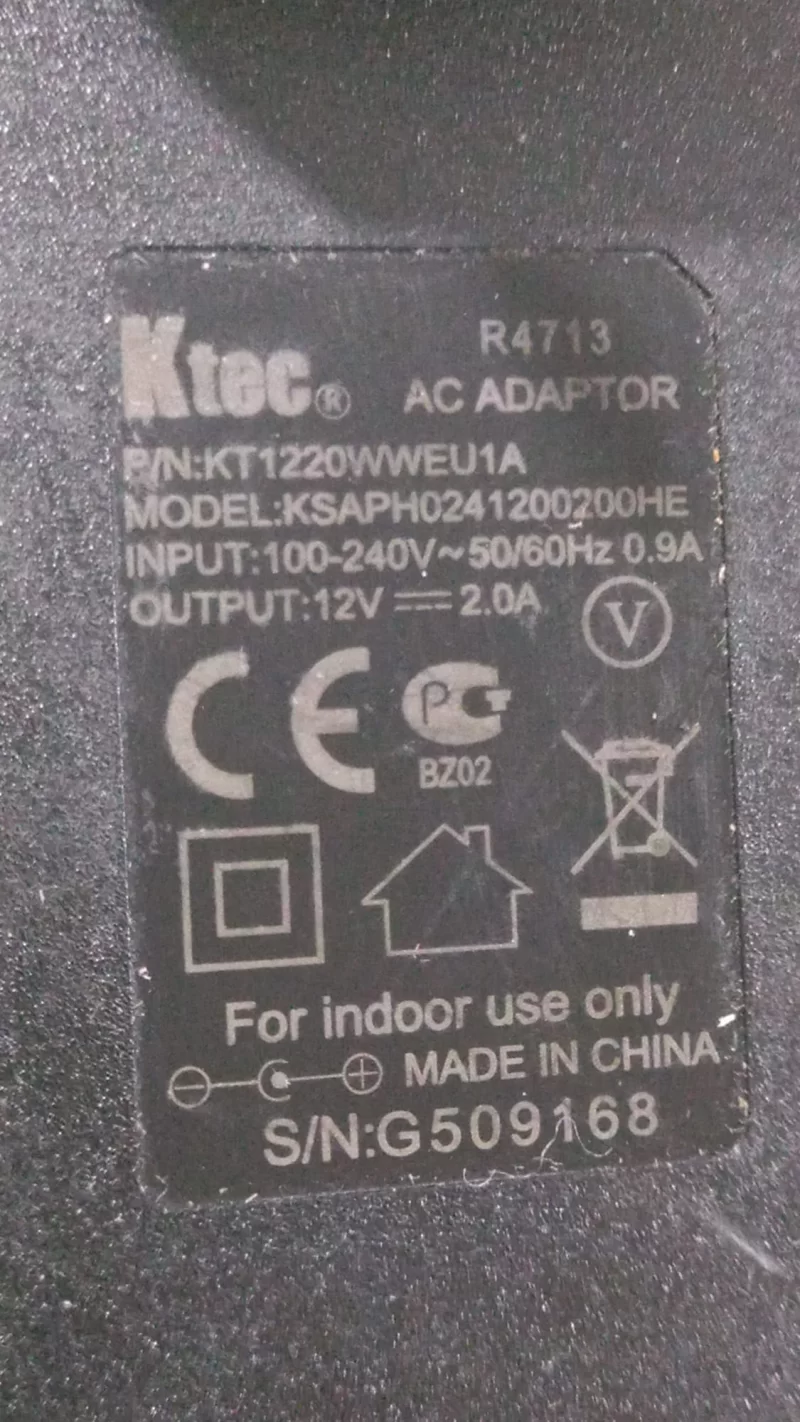 Ktec®
R4713
AC ADAPTOR
P/N:KT1220WWEU1A
MODEL:KSAPH0241200200HE
INPUT:100-240V~50/60Hz 0.9A
OUTPUT:12V⎓2.0A
V
CE
PG
BZ02
For indoor use only
MADE IN CHINA
S/N:G509168